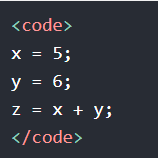 <code>
x = 5;
y = 6;
z = x + y;
</code>